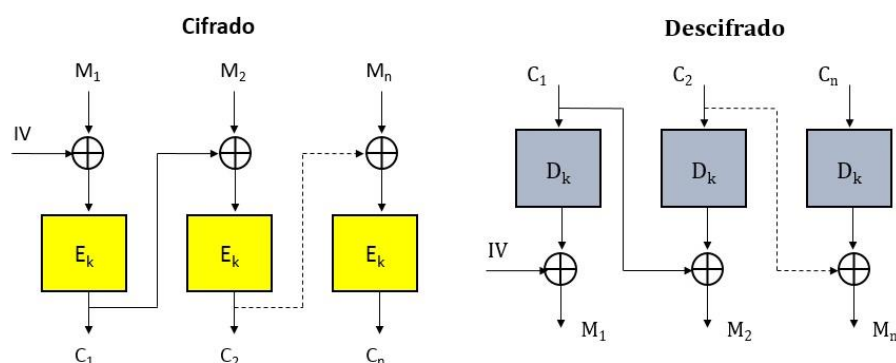 Cifrado
M₁ M₂ Mₙ
IV
Eₖ Eₖ Eₖ
C₁ C₂ Cₙ
Descifrado
C₁ C₂ Cₙ
Dₖ Dₖ Dₖ
IV
M₁ M₂ Mₙ